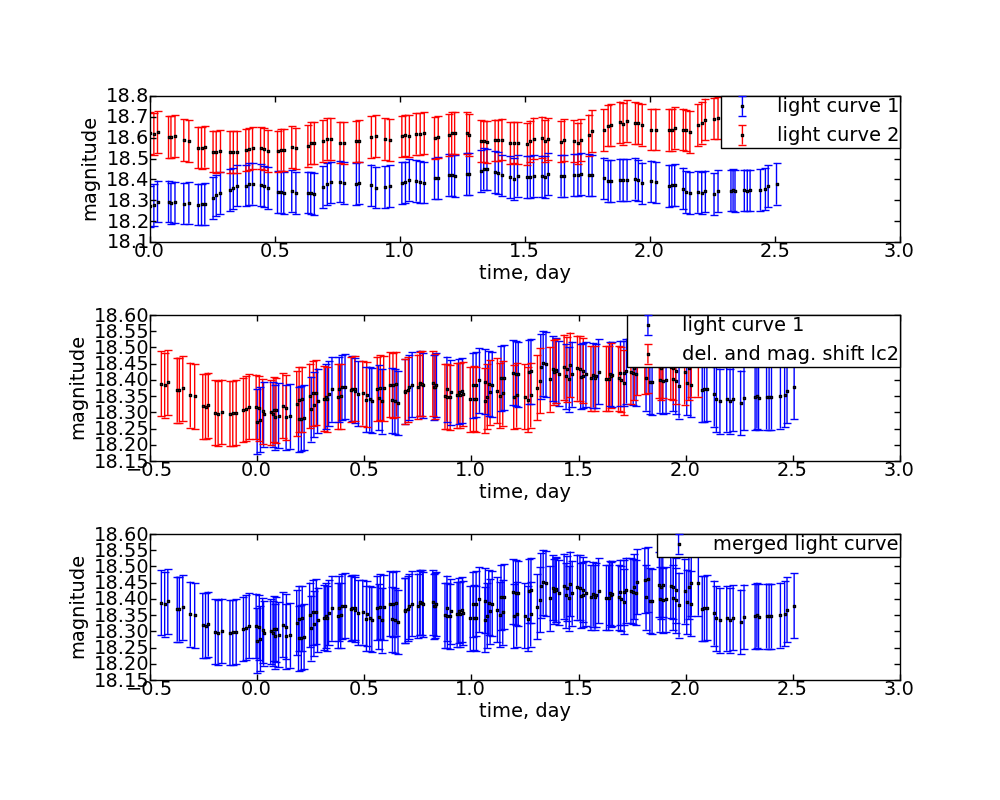 18.8
18.7
18.6
18.5
18.4
18.3
18.2
18.1
magnitude
light curve 1
light curve 2
0.0 0.5 1.0 1.5 2.0 2.5 3.0
time, day
18.60
18.55
18.50
18.45
18.40
18.35
18.30
18.25
18.20
18.15
magnitude
light curve 1
del. and mag. shift lc2
−0.5 0.0 0.5 1.0 1.5 2.0 2.5 3.0
time, day
18.60
18.55
18.50
18.45
18.40
18.35
18.30
18.25
18.20
18.15
magnitude
merged light curve
−0.5 0.0 0.5 1.0 1.5 2.0 2.5 3.0
time, day